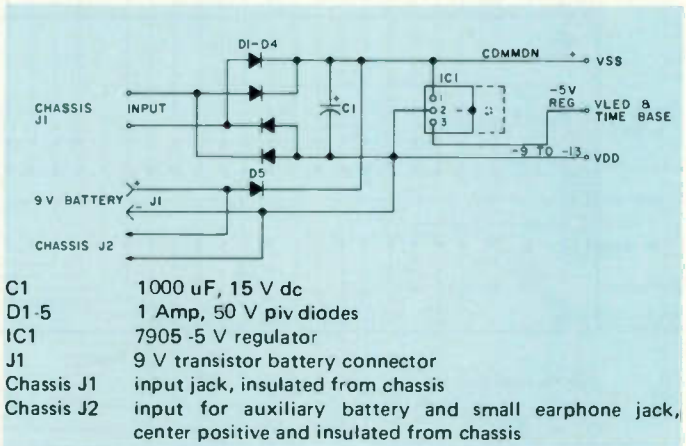 D1-D4
COMMON
+
VSS
IC1
+
C1
1
2
3
-5V
REG
VLED &
TIME BASE
CHASSIS
J1
INPUT
-9 TO -13
VDD
D5
+
9 V BATTERY
- J1
CHASSIS J2
C1 1000 uF, 15 V dc
D1-5 1 Amp, 50 V piv diodes
IC1 7905 -5 V regulator
J1 9 V transistor battery connector
Chassis J1 input jack, insulated from chassis
Chassis J2 input for auxiliary battery and small earphone jack,
center positive and insulated from chassis